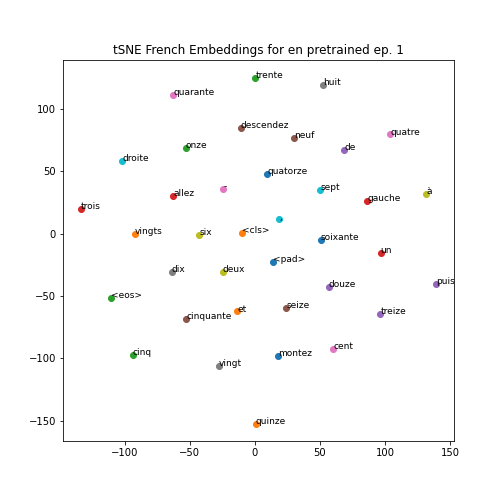 tSNE French Embeddings for en pretrained ep. 1
trente
huit
quarante
100
descendez
quatre
neuf
onze
de
droite
50
quatorze
sept
-
allez
gauche
à
trois
,
vingts
six
<cls>
0
soixante
un
<pad>
dix
deux
puis
douze
-50
<eos>
seize
et
treize
cinquante
cent
cinq
montez
-100
vingt
quinze
-150
-100 -50 0 50 100 150